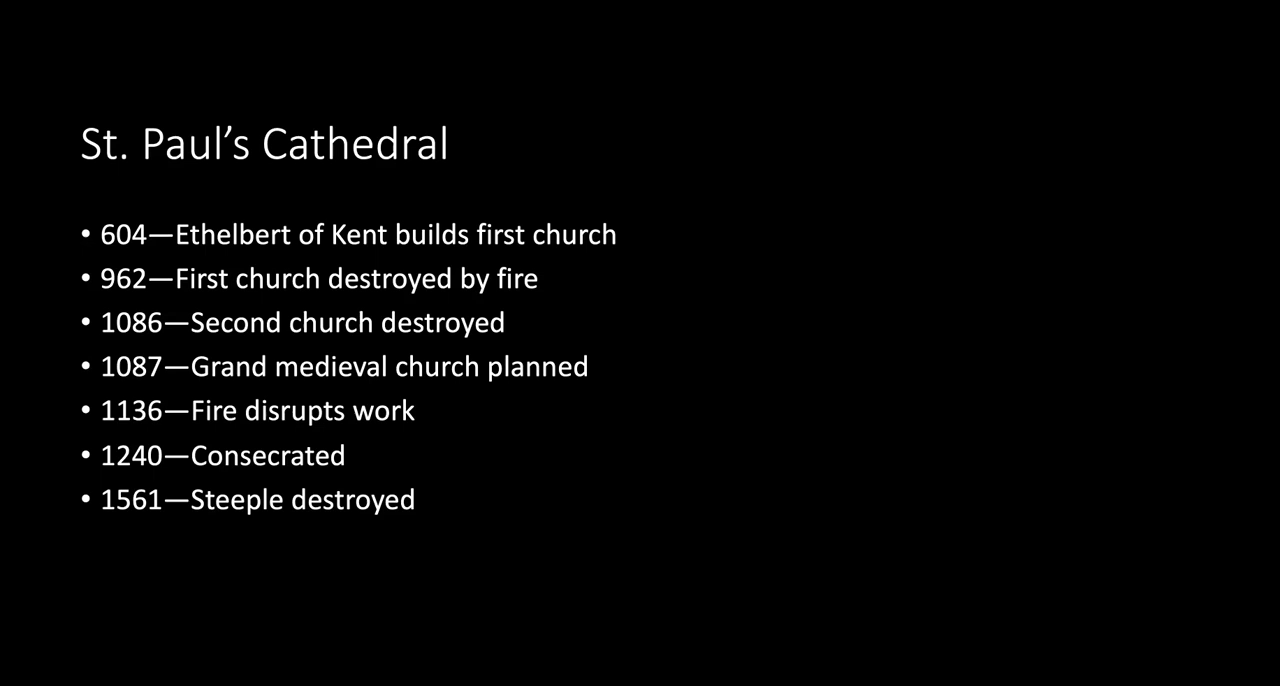 St. Paul’s Cathedral
• 604—Ethelbert of Kent builds first church
• 962—First church destroyed by fire
• 1086—Second church destroyed
• 1087—Grand medieval church planned
• 1136—Fire disrupts work
• 1240—Consecrated
• 1561—Steeple destroyed